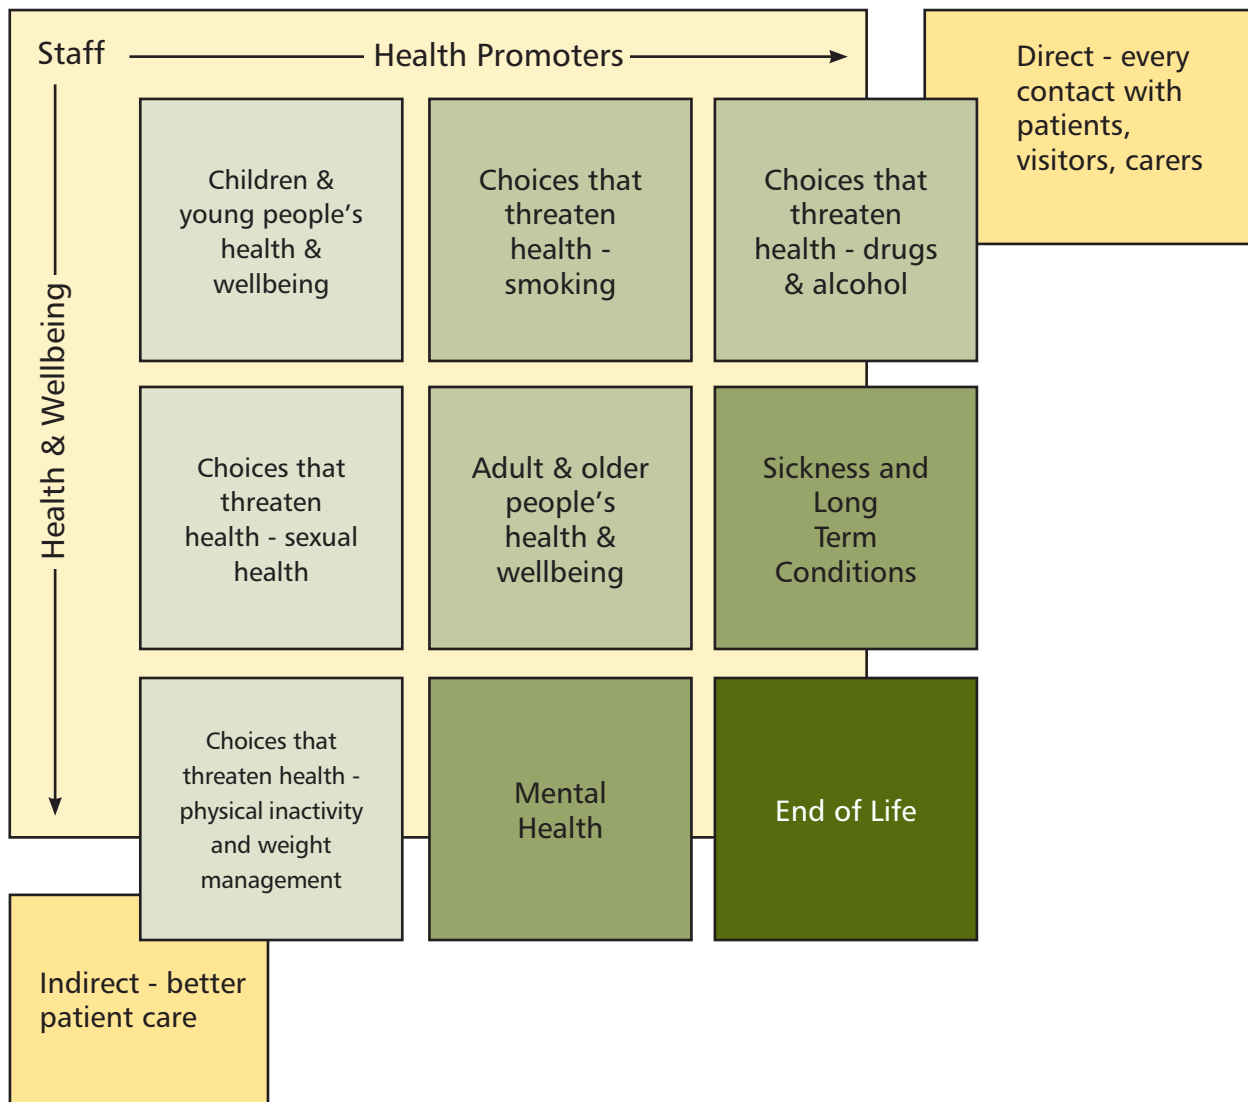 Staff
Health Promoters
Direct - every
contact with
patients,
visitors, carers
Health & Wellbeing
Children &
young people’s
health &
wellbeing
Choices that
threaten
health -
smoking
Choices that
threaten
health - drugs
& alcohol
Choices that
threaten
health - sexual
health
Adult & older
people’s
health &
wellbeing
Sickness and
Long
Term
Conditions
Choices that
threaten health -
physical inactivity
and weight
management
Mental
Health
End of Life
Indirect - better
patient care